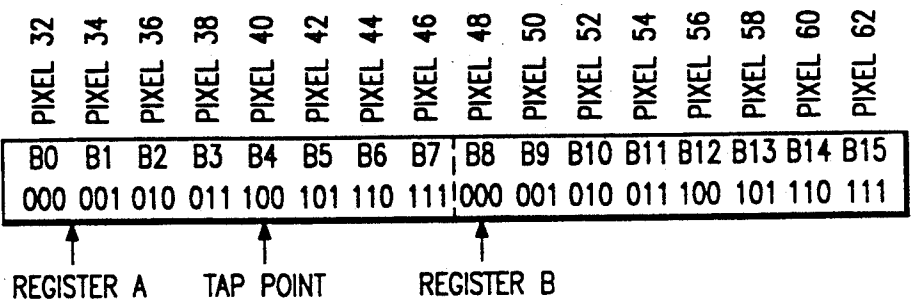 PIXEL 32 PIXEL 34 PIXEL 36 PIXEL 38 PIXEL 40 PIXEL 42 PIXEL 44 PIXEL 46 PIXEL 48 PIXEL 50 PIXEL 52 PIXEL 54 PIXEL 56 PIXEL 58 PIXEL 60 PIXEL 62
B0 B1 B2 B3 B4 B5 B6 B7 B8 B9 B10 B11 B12 B13 B14 B15
000 001 010 011 100 101 110 111 000 001 010 011 100 101 110 111
REGISTER A TAP POINT REGISTER B